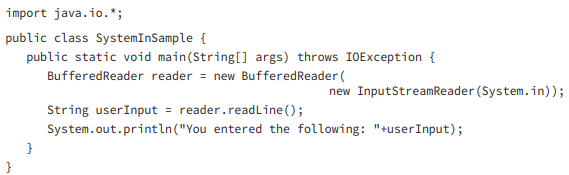 import java.io.*;
public class SystemInSample {
public static void main(String[] args) throws IOException {
BufferedReader reader = new BufferedReader(
new InputStreamReader(System.in));
String userInput = reader.readLine();
System.out.println("You entered the following: "+userInput);
}
}